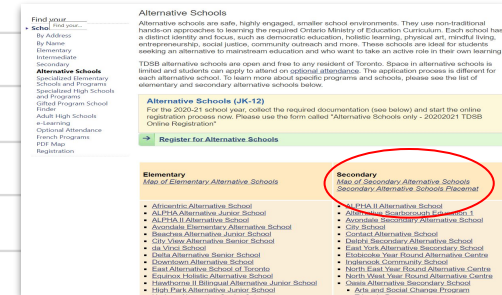 Find your...
Find your...
Schoo
By Address
By Name
Elementary
Intermediate
Secondary
Alternative Schools
Specialized Elementary
Schools and Programs
Specialized High Schools
and Programs
Gifted Program School
Finder
Adult High Schools
e-Learning
Optional Attendance
French Programs
PDF Map
Registration
Alternative Schools
Alternative schools are safe, highly engaged, smaller school environments. They use non-traditional
hands-on approaches to learning the required Ontario Ministry of Education Curriculum. Each school has
a distinct identity and focus, such as democratic education, holistic learning, physical art, mindful living,
entrepreneurship, social justice, community outreach and more. These schools are ideal for students
seeking an alternative to mainstream education and who want to take an active role in their own learning
TDSB alternative schools are open and free to any resident of Toronto. Space in alternative schools is
limited and students can apply to attend on optional attendance. The application process is different for
each alternative school. To learn more about specific programs and schools, please see the list of
elementary and secondary alternative schools below.
Alternative Schools (JK-12)
For the 2020-21 school year, collect the required documentation (see below) and start the online
registration process now. Please use the form called "Alternative Schools only - 20202021 TDSB
Online Registration"
Register for Alternative Schools
Elementary
Map of Elementary Alternative Schools
Africentric Alternative School
ALPHA Alternative Junior School
ALPHA II Alternative School
Avondale Elementary Alternative School
Beaches Alternative Junior School
City View Alternative Senior School
da Vinci School
Delta Alternative Senior School
Downtown Alternative School
East Alternative School of Toronto
Equinox Holistic Alternative School
Hawthorne II Bilingual Alternative Junior School
High Park Alternative Junior School
Secondary
Map of Secondary Alternative Schools
Secondary Alternative Schools Placemat
ALPHA II Alternative School
Alternative Scarborough Education 1
Avondale Secondary Alternative School
City School
Contact Alternative School
Delphi Secondary Alternative School
East York Alternative Secondary School
Etobicoke Year Round Alternative Centre
Inglenook Community School
North East Year Round Alternative Centre
North West Year Round Alternative Centre
Oasis Alternative Secondary School
Arts and Social Change Program